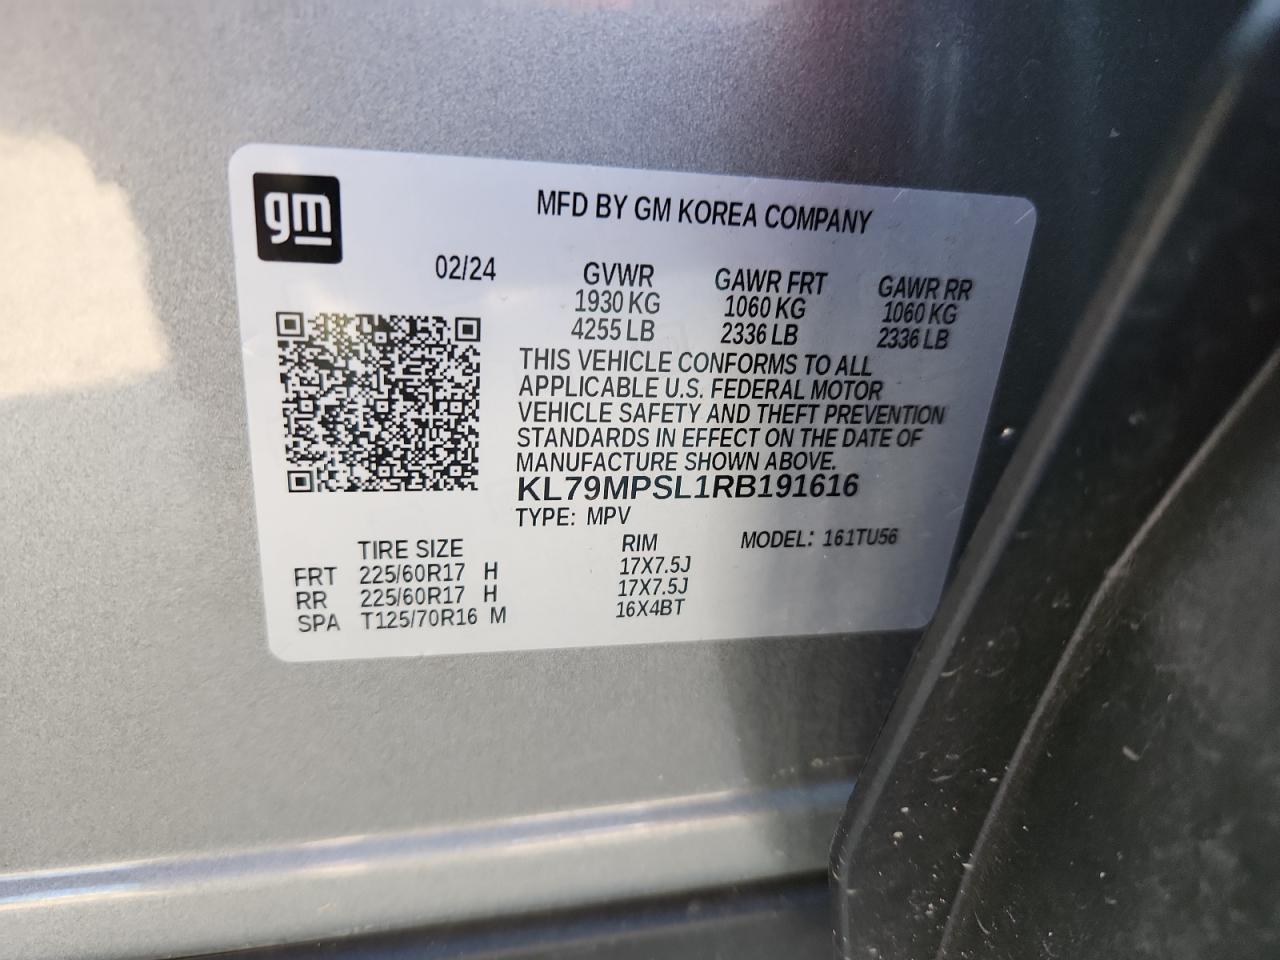 gm
MFD BY GM KOREA COMPANY
02/24 GVWR GAWR FRT GAWR RR
1930 KG 1060 KG 1060 KG
4255 LB 2336 LB 2336 LB
THIS VEHICLE CONFORMS TO ALL
APPLICABLE U.S. FEDERAL MOTOR
VEHICLE SAFETY AND THEFT PREVENTION
STANDARDS IN EFFECT ON THE DATE OF
MANUFACTURE SHOWN ABOVE.
KL79MPSL1RB191616
TYPE: MPV
TIRE SIZE RIM MODEL: 161TU56
FRT 225/60R17 H 17X7.5J
RR 225/60R17 H 17X7.5J
SPA T125/70R16 M 16X4BT